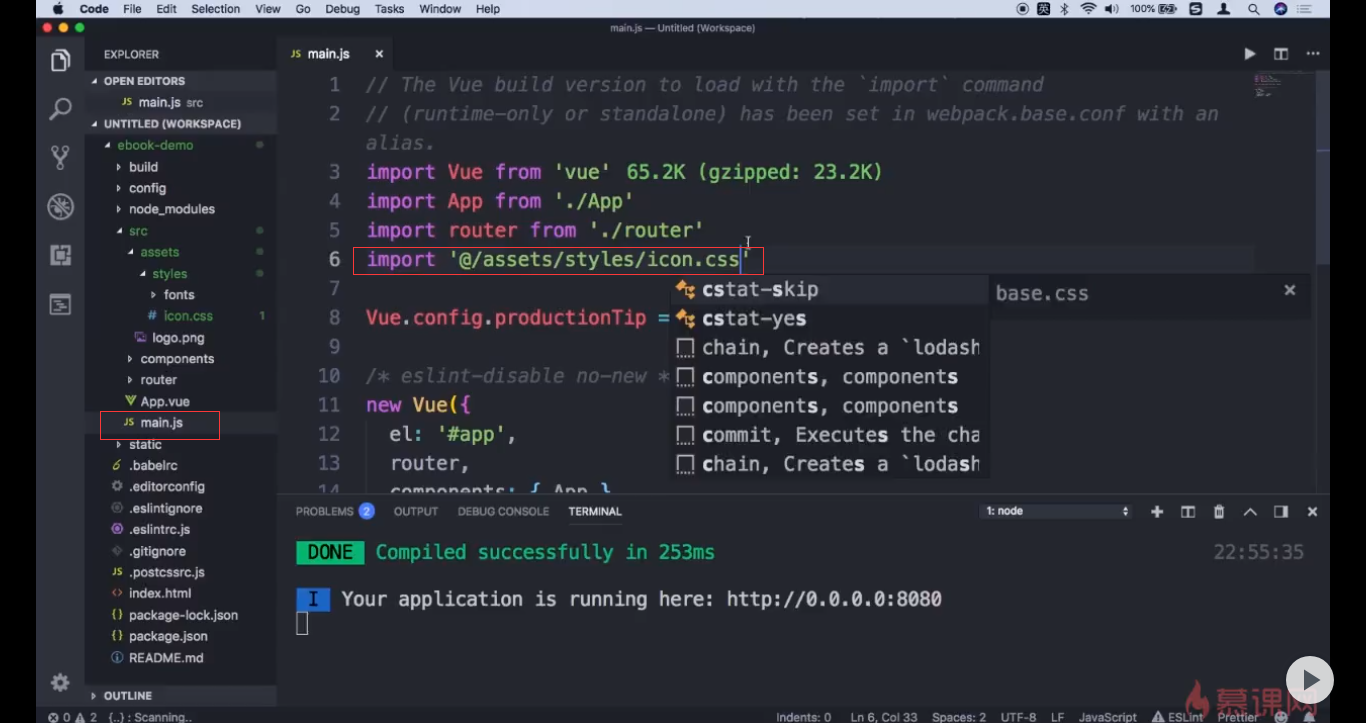 Code File Edit Selection View Go Debug Tasks Window Help 英 100%
main.js — Untitled (Workspace)
EXPLORER
OPEN EDITORS
JS main.js src
UNTITLED (WORKSPACE)
ebook-demo
build
config
node_modules
src
assets
styles
fonts
# icon.css 1
logo.png
components
router
App.vue
JS main.js
static
.babelrc
.editorconfig
.eslintignore
.eslintrc.js
.gitignore
JS .postcssrc.js
<> index.html
{} package-lock.json
{} package.json
README.md
OUTLINE
JS main.js ×
1 // The Vue build version to load with the `import` command
2 // (runtime-only or standalone) has been set in webpack.base.conf with an
alias.
3 import Vue from 'vue' 65.2K (gzipped: 23.2K)
4 import App from './App'
5 import router from './router'
6 import '@/assets/styles/icon.css'
7
8 Vue.config.productionTip =
9
10 /* eslint-disable no-new *
11 new Vue({
12 el: '#app',
13 router,
14 components: { App }
cstat-skip
cstat-yes
chain, Creates a `lodash
components, components
components, components
commit, Executes the cha
chain, Creates a `lodash
base.css ×
PROBLEMS 2 OUTPUT DEBUG CONSOLE TERMINAL 1: node
DONE Compiled successfully in 253ms 22:55:35
I Your application is running here: http://0.0.0.0:8080
0 2 {..} : Scanning.. Indents: 0 Ln 6, Col 33 Spaces: 2 UTF-8 LF JavaScript ESLint Prettier
慕课网